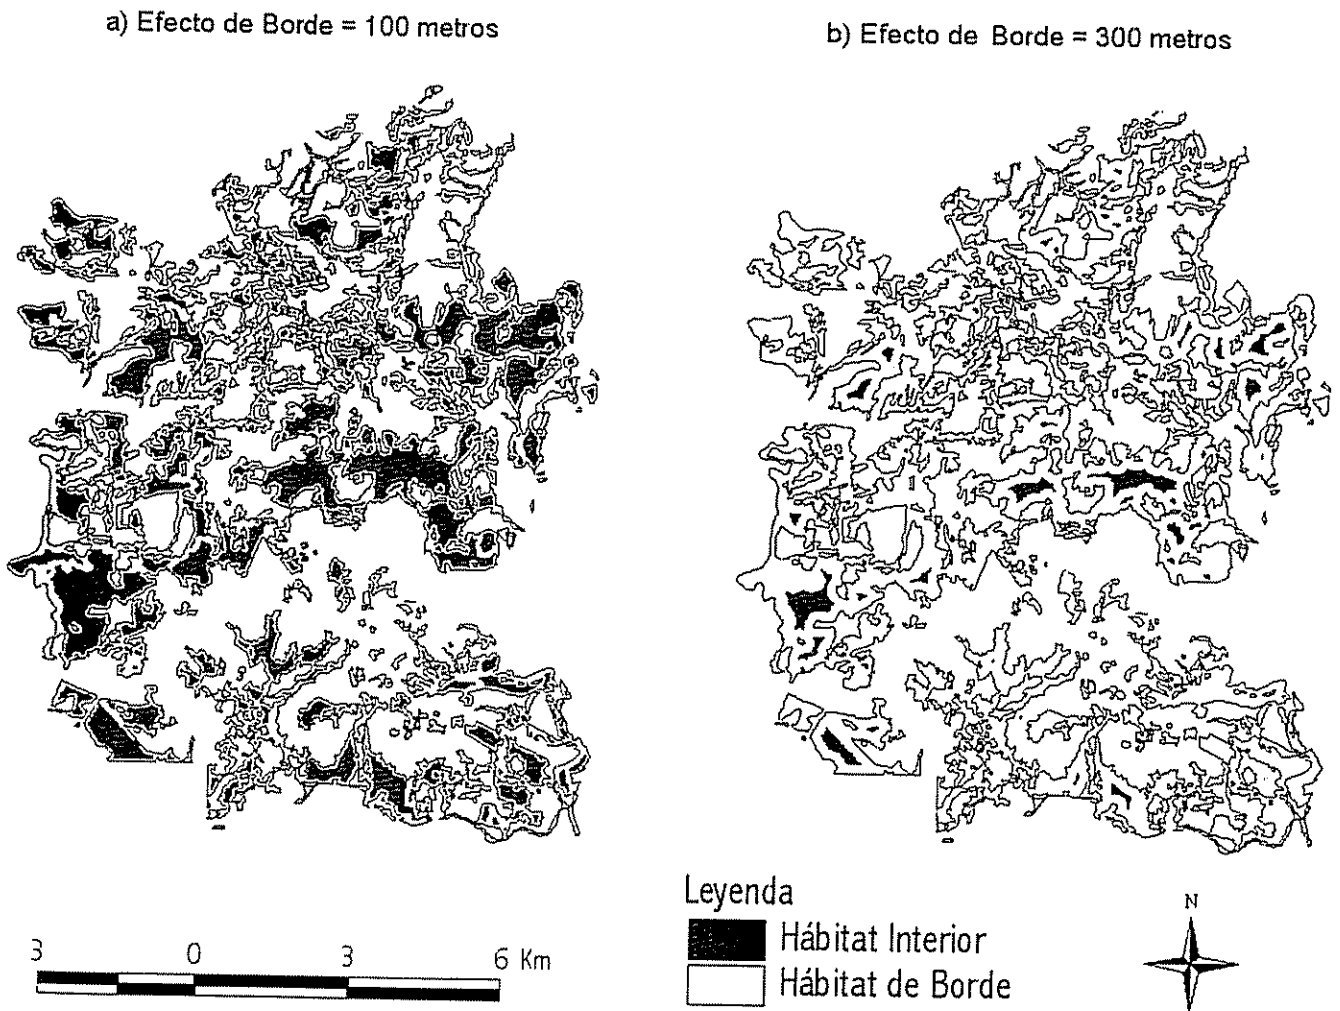 a) Efecto de Borde = 100 metros
b) Efecto de Borde = 300 metros
Leyenda
Hábitat Interior
Hábitat de Borde
3 0 3 6 Km
N